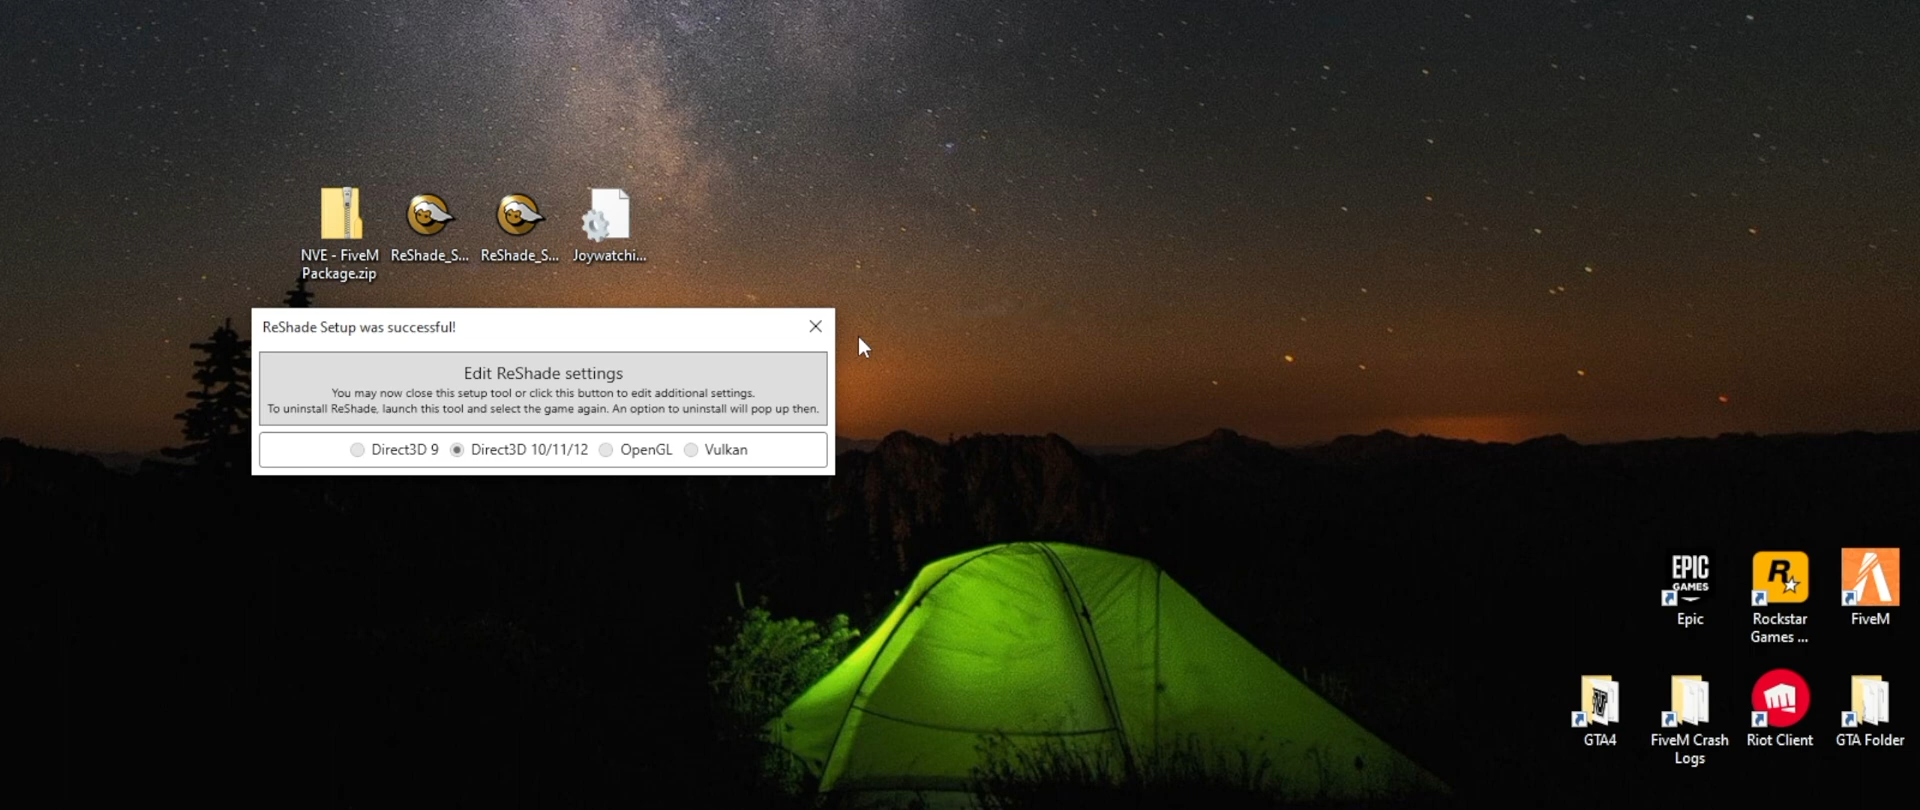 NVE - FiveM
Package.zip
ReShade_S...
ReShade_S...
Joywatchi...
ReShade Setup was successful!
Edit ReShade settings
You may now close this setup tool or click this button to edit additional settings.
To uninstall ReShade, launch this tool and select the game again. An option to uninstall will pop up then.
Direct3D 9 Direct3D 10/11/12 OpenGL Vulkan
EPIC
GAMES
Epic
R
Rockstar
Games ...
FiveM
GTA4
FiveM Crash
Logs
Riot Client
GTA Folder